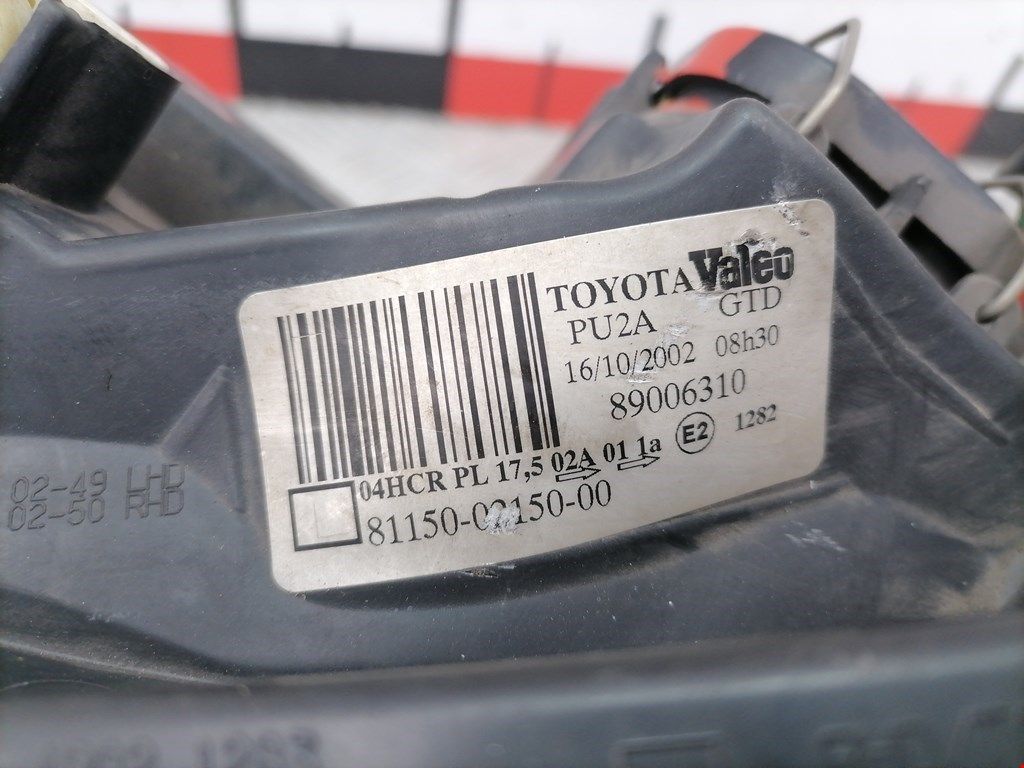 TOYOTA Valeo
PU2A GTD
16/10/2002 08h30
89006310
04HCR PL 17,5 02A 01 1a E2 1282
81150-02150-00
02-49 LHD
02-50 RHD